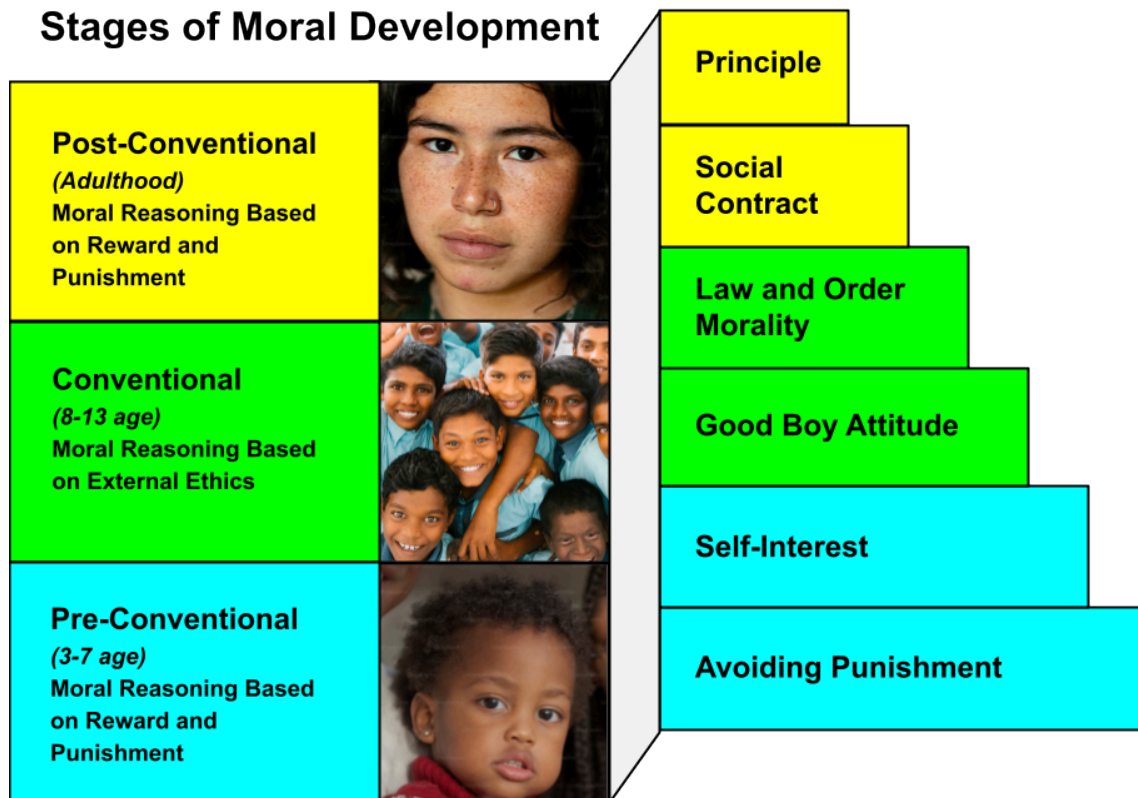 Stages of Moral Development
Post-Conventional
(Adulthood)
Moral Reasoning Based
on Reward and
Punishment
Conventional
(8-13 age)
Moral Reasoning Based
on External Ethics
Pre-Conventional
(3-7 age)
Moral Reasoning Based
on Reward and
Punishment
Principle
Social
Contract
Law and Order
Morality
Good Boy Attitude
Self-Interest
Avoiding Punishment